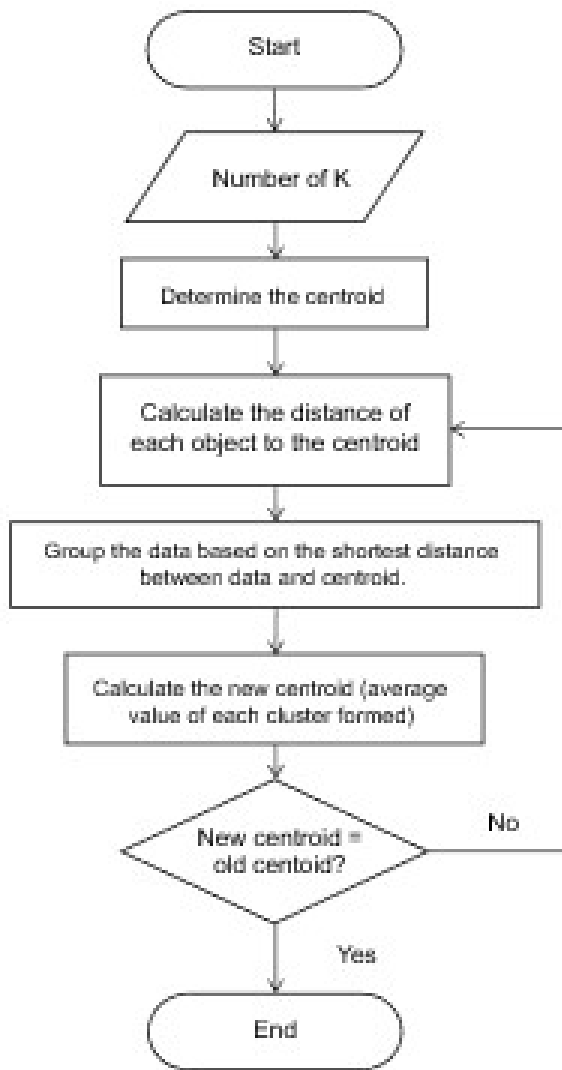 Start
Number of K
Determine the centroid
Calculate the distance of
each object to the centroid
Group the data based on the shortest distance
between data and centroid.
Calculate the new centroid (average
value of each cluster formed)
New centroid =
old centoid?
No
Yes
End